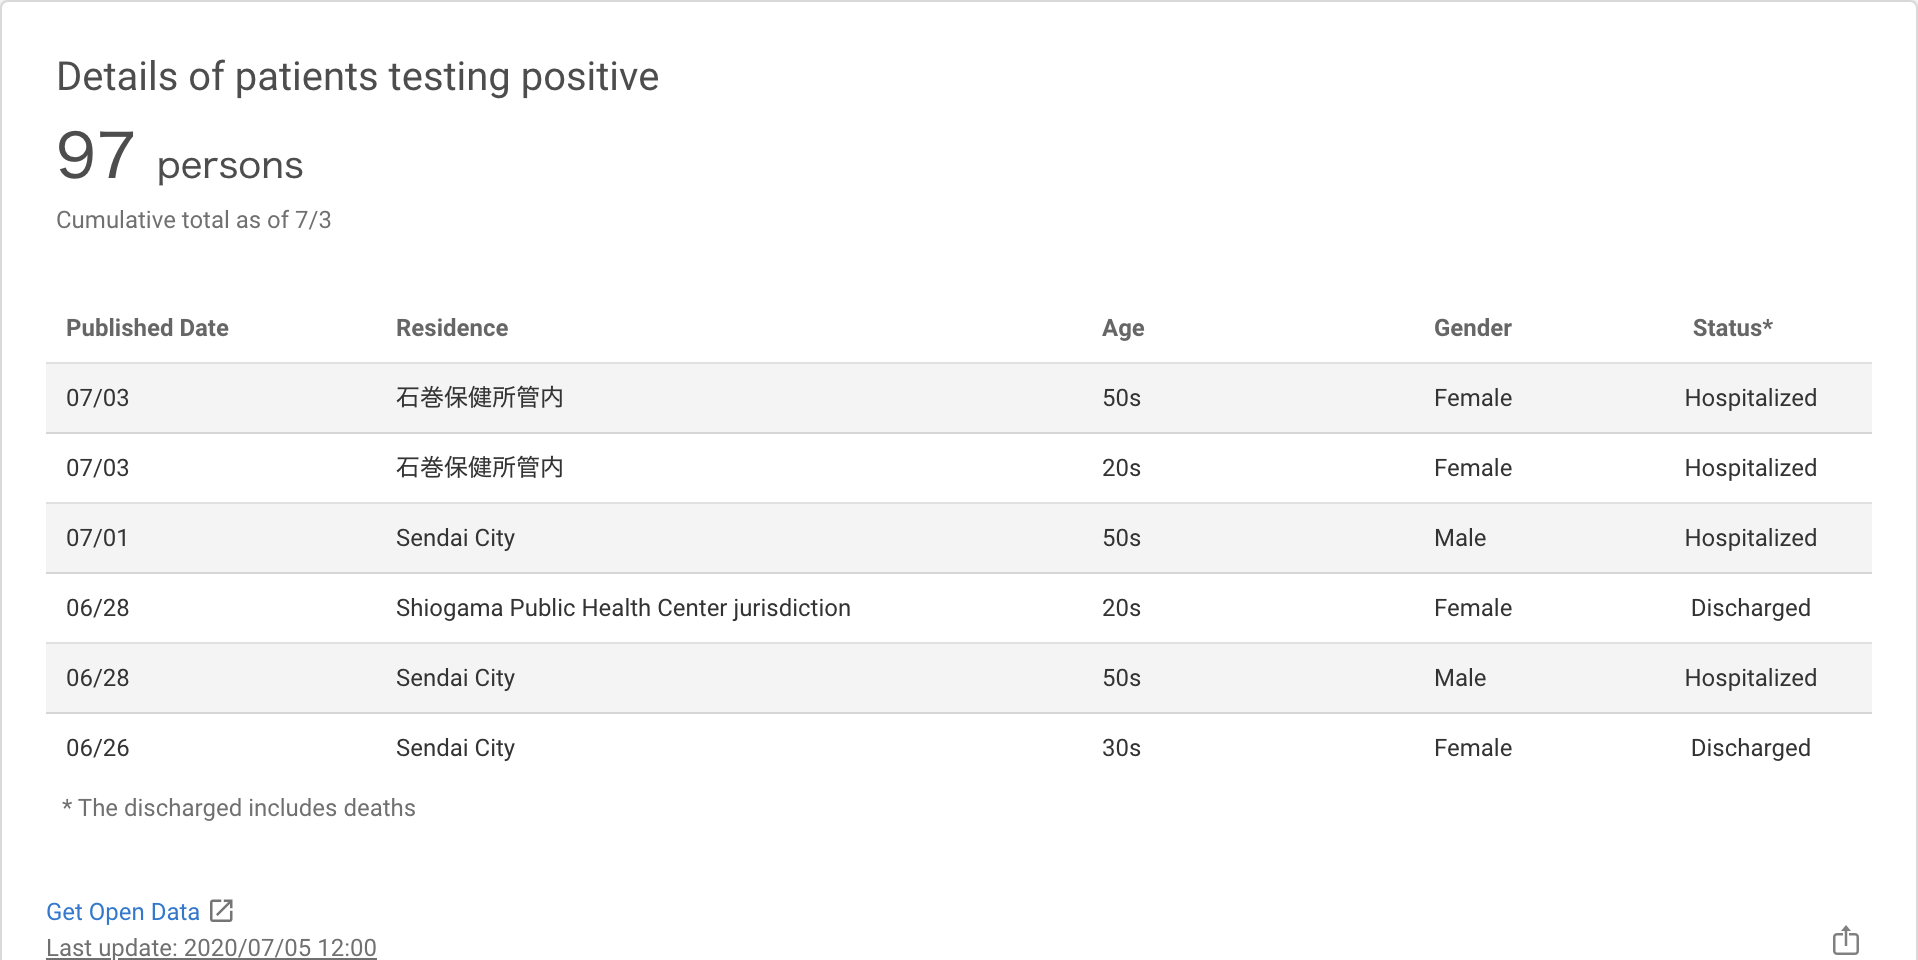 Details of patients testing positive
97 persons
Cumulative total as of 7/3
Published Date Residence Age Gender Status*
07/03 石巻保健所管内 50s Female Hospitalized
07/03 石巻保健所管内 20s Female Hospitalized
07/01 Sendai City 50s Male Hospitalized
06/28 Shiogama Public Health Center jurisdiction 20s Female Discharged
06/28 Sendai City 50s Male Hospitalized
06/26 Sendai City 30s Female Discharged
* The discharged includes deaths
Get Open Data
Last update: 2020/07/05 12:00